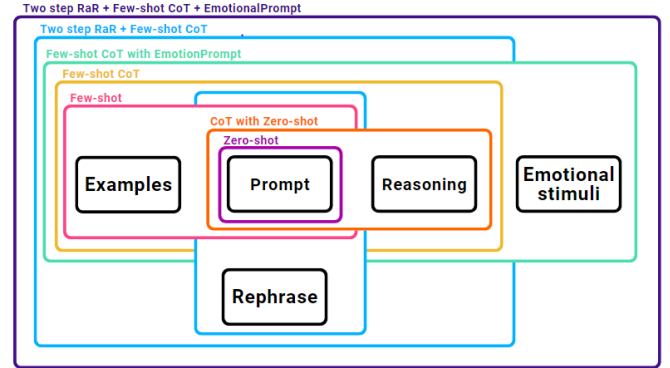 Two step RaR + Few-shot CoT + EmotionalPrompt
Two step RaR + Few-shot CoT
Few-shot CoT with EmotionPrompt
Few-shot CoT
Few-shot
CoT with Zero-shot
Zero-shot
Examples
Prompt
Reasoning
Emotional
stimuli
Rephrase